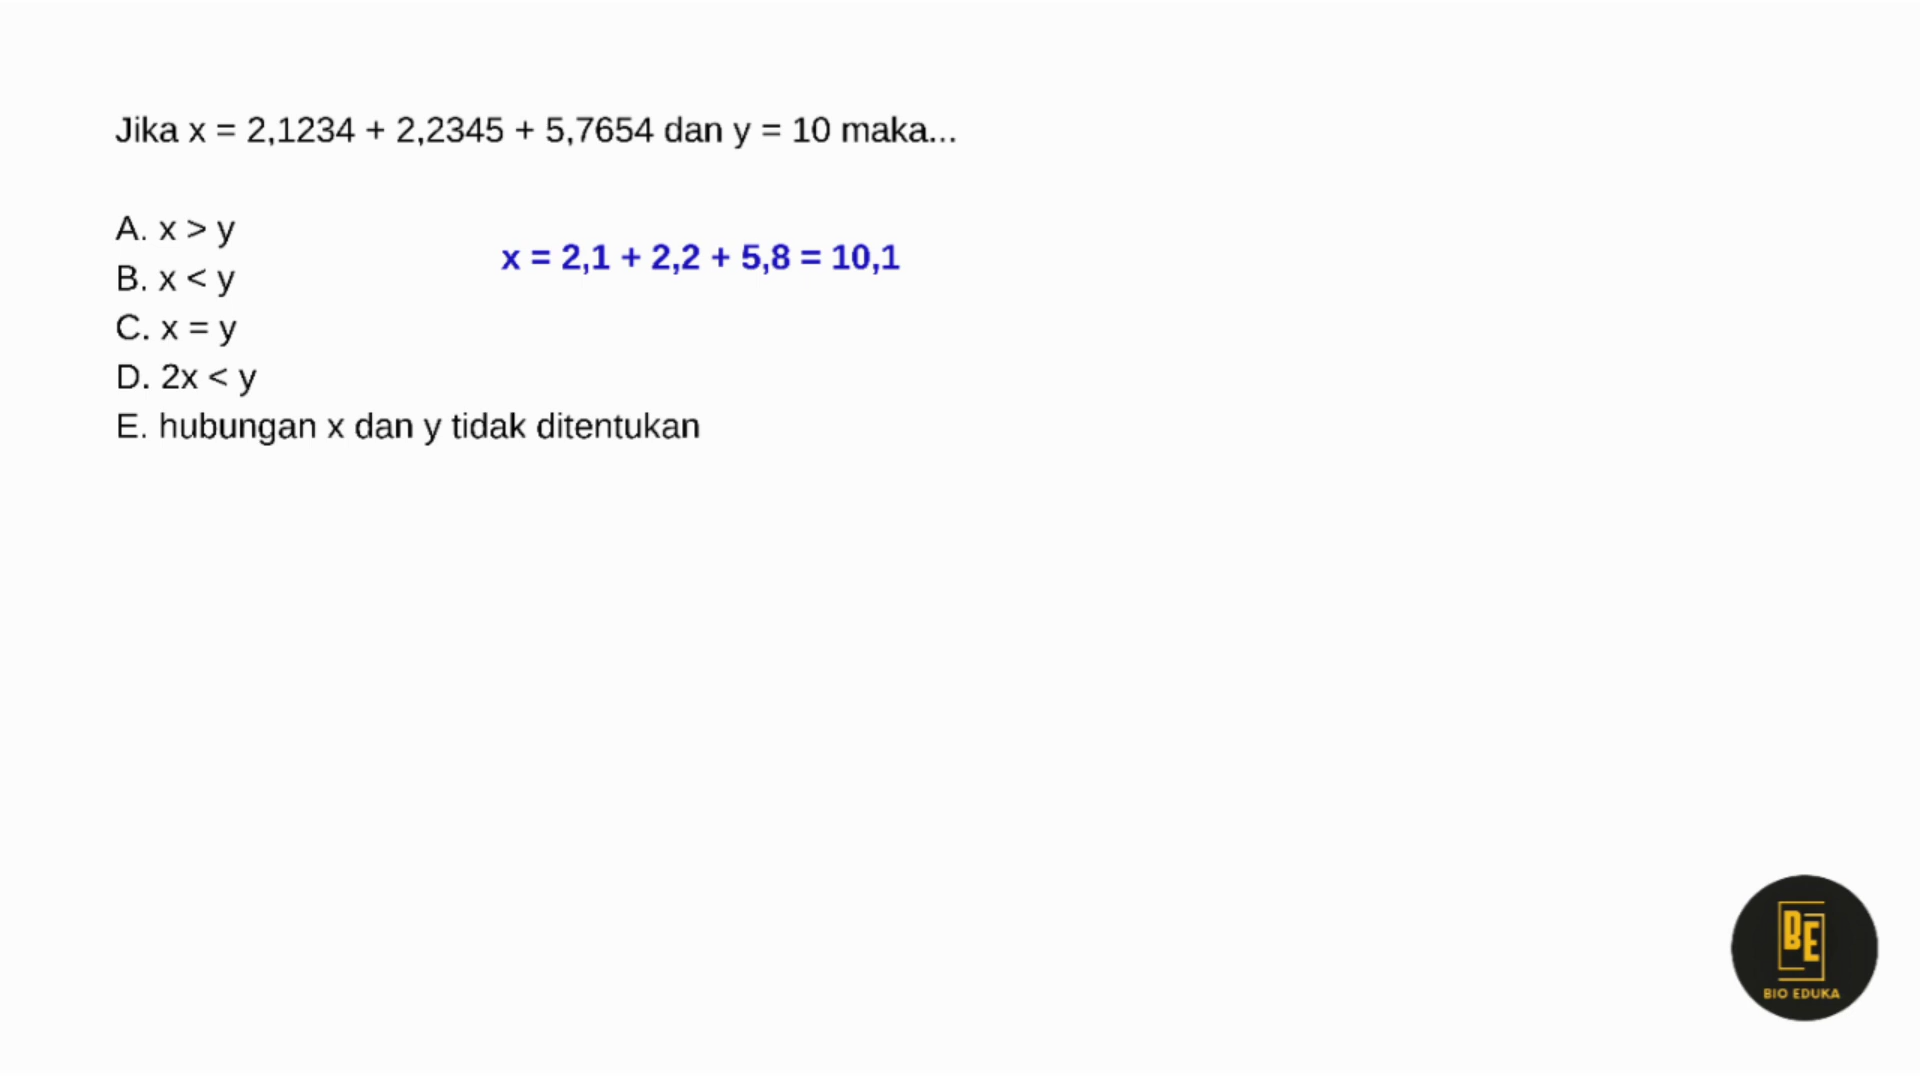 Jika x = 2,1234 + 2,2345 + 5,7654 dan y = 10 maka...
A. x > y
x = 2,1 + 2,2 + 5,8 = 10,1
B. x < y
C. x = y
D. 2x < y
E. hubungan x dan y tidak ditentukan
BE
BIO EDUKA